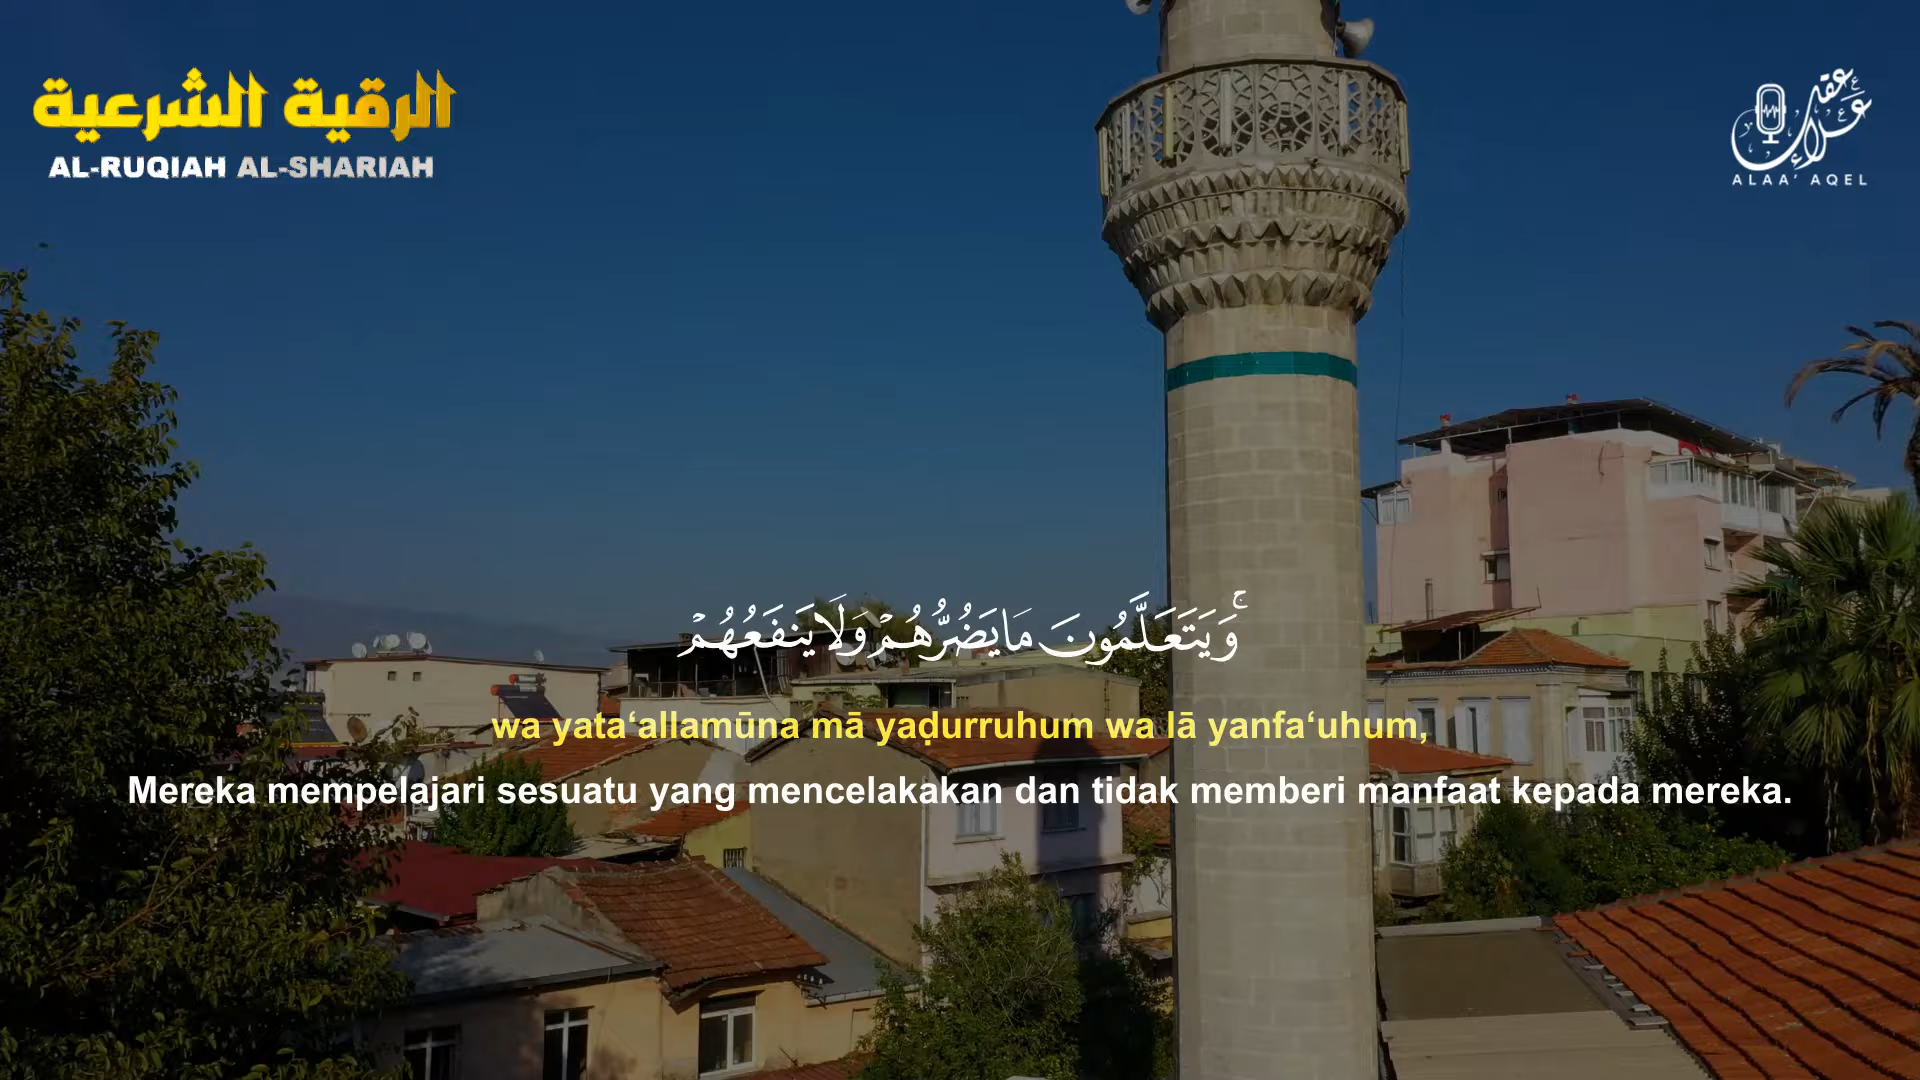 الرقية الشرعية
AL-RUQIAH AL-SHARIAH
علاء عقل
ALAA' AQEL
ۚ وَيَتَعَلَّمُونَ مَا يَضُرُّهُمْ وَلَا يَنفَعُهُمْ
wa yata‘allamūna mā yaḍurruhum wa lā yanfa‘uhum,
Mereka mempelajari sesuatu yang mencelakakan dan tidak memberi manfaat kepada mereka.